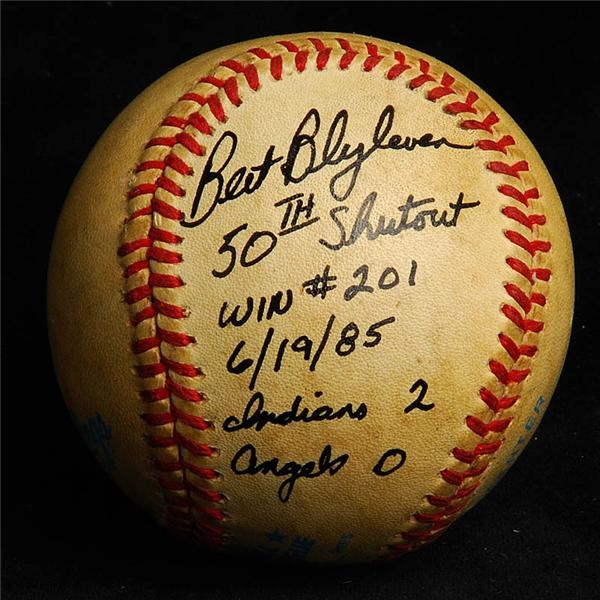 Bert Blyleven
50TH Shutout
WIN # 201
6/19/85
Indians 2
Angels 0